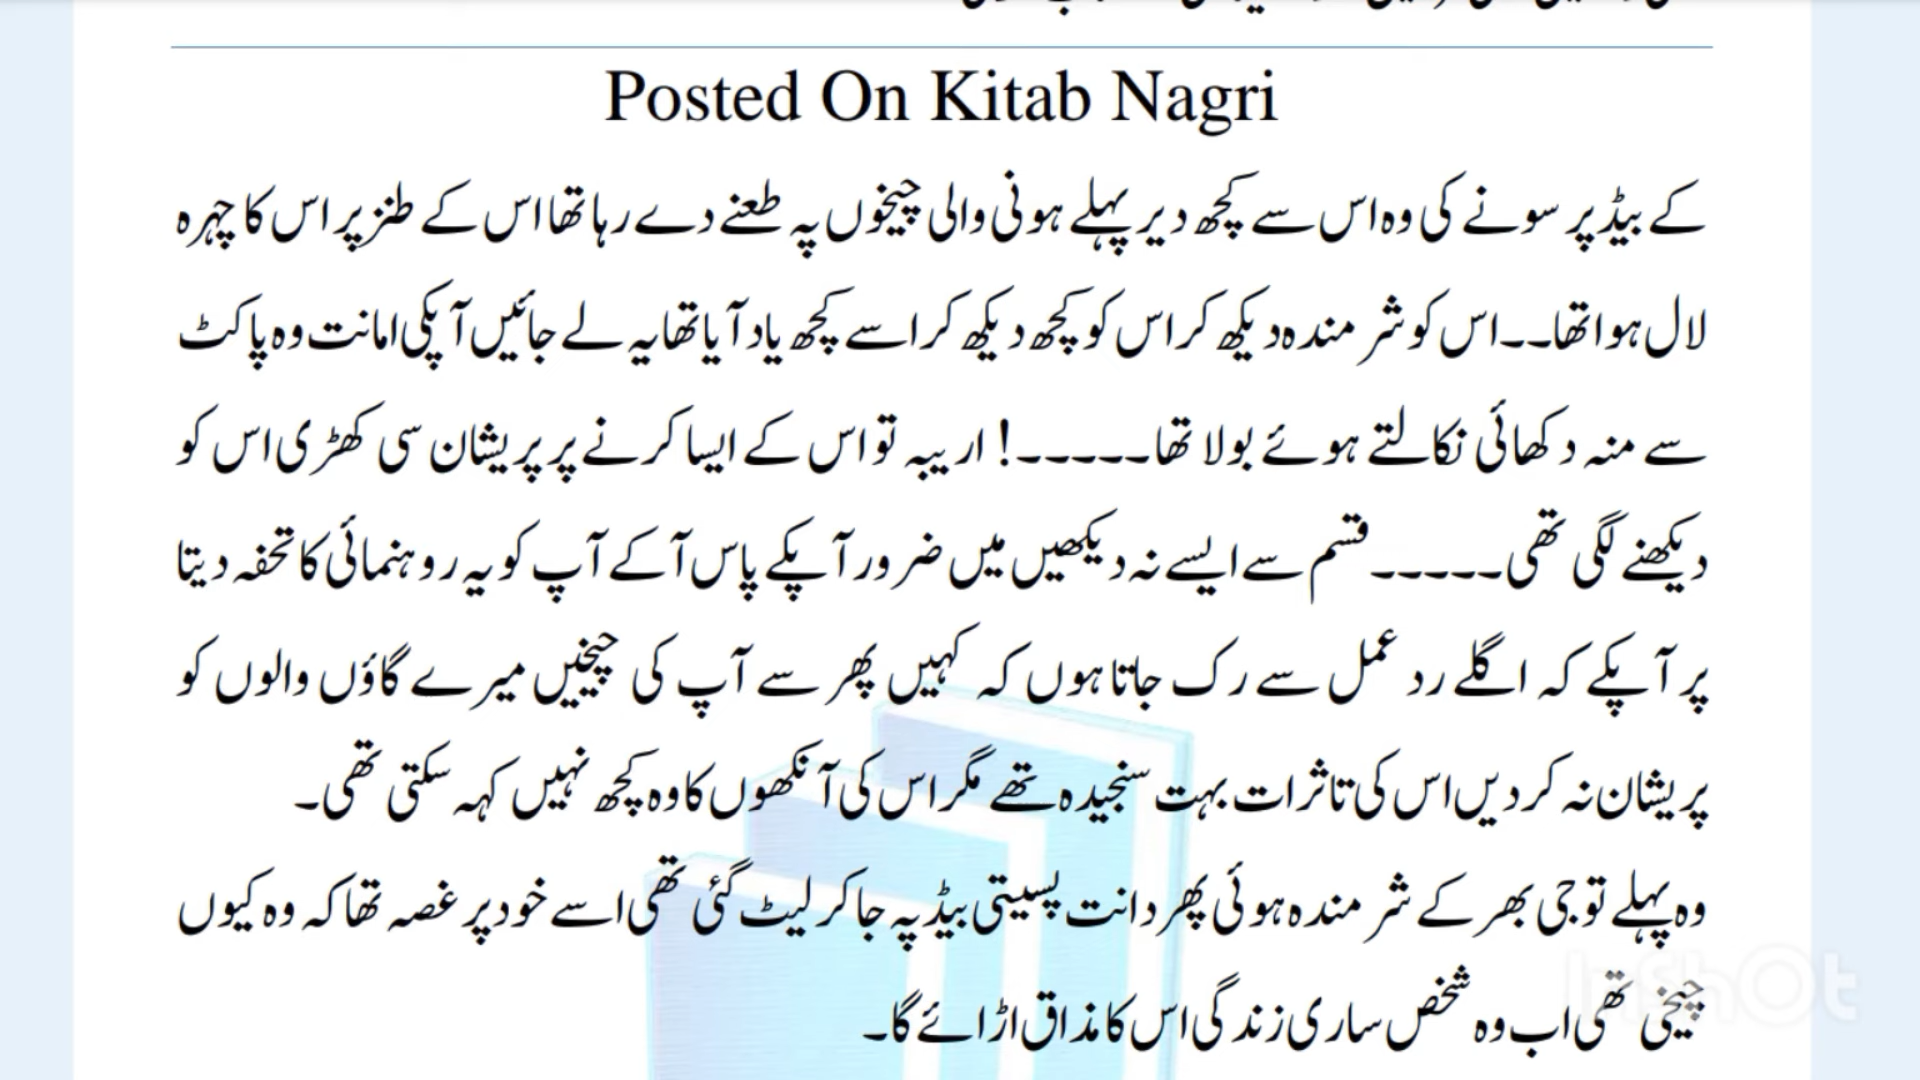 Posted On Kitab Nagri
کے بیڈ پر سونے کی وہ اس سے کچھ دیر پہلے ہونی والی چیخوں پہ طعنے دے رہا تھا اس کے طنز پر اس کا چہرہ
لال ہوا تھا۔۔اس کو شرمندہ دیکھ کر اس کو کچھ دیکھ کر اسے کچھ یاد آیا تھا یہ لے جائیں آپکی امانت وہ پاکٹ
سے منہ دکھائی نکالتے ہوئے بولا تھا۔۔۔۔۔! اریبہ تو اس کے ایسا کرنے پر پریشان سی کھڑی اس کو
دیکھنے لگی تھی۔۔۔۔۔ قسم سے ایسے نہ دیکھیں میں ضرور آپکے پاس آکے آپ کو یہ روہنمائی کا تحفہ دیتا
پر آپکے کہ اگلے رد عمل سے رک جاتا ہوں کہ کہیں پھر سے آپ کی چیخیں میرے گاؤں والوں کو
پریشان نہ کر دیں اس کی تاثرات بہت سنجیدہ تھے مگر اس کی آنکھوں کا وہ کچھ نہیں کہہ سکتی تھی۔
وہ پہلے تو جی بھر کے شرمندہ ہوئی پھر دانت پسیتی بیڈ پہ جا کر لیٹ گئی تھی اسے خود پر غصہ تھا کہ وہ کیوں
چیخی تھی اب وہ شخص ساری زندگی اس کا مذاق اڑائے گا۔
InShOt